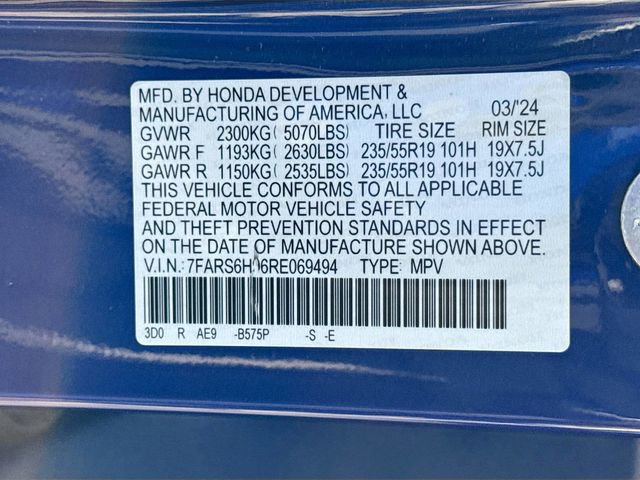 MFD. BY HONDA DEVELOPMENT &
MANUFACTURING OF AMERICA, LLC 03/'24
GVWR 2300KG ( 5070LBS) TIRE SIZE RIM SIZE
GAWR F 1193KG ( 2630LBS) 235/55R19 101H 19X7.5J
GAWR R 1150KG ( 2535LBS) 235/55R19 101H 19X7.5J
THIS VEHICLE CONFORMS TO ALL APPLICABLE
FEDERAL MOTOR VEHICLE SAFETY
AND THEFT PREVENTION STANDARDS IN EFFECT
ON THE DATE OF MANUFACTURE SHOWN ABOVE.
V.I.N.: TYPE: MPV
3D0 R AE9 -B575P -S -E